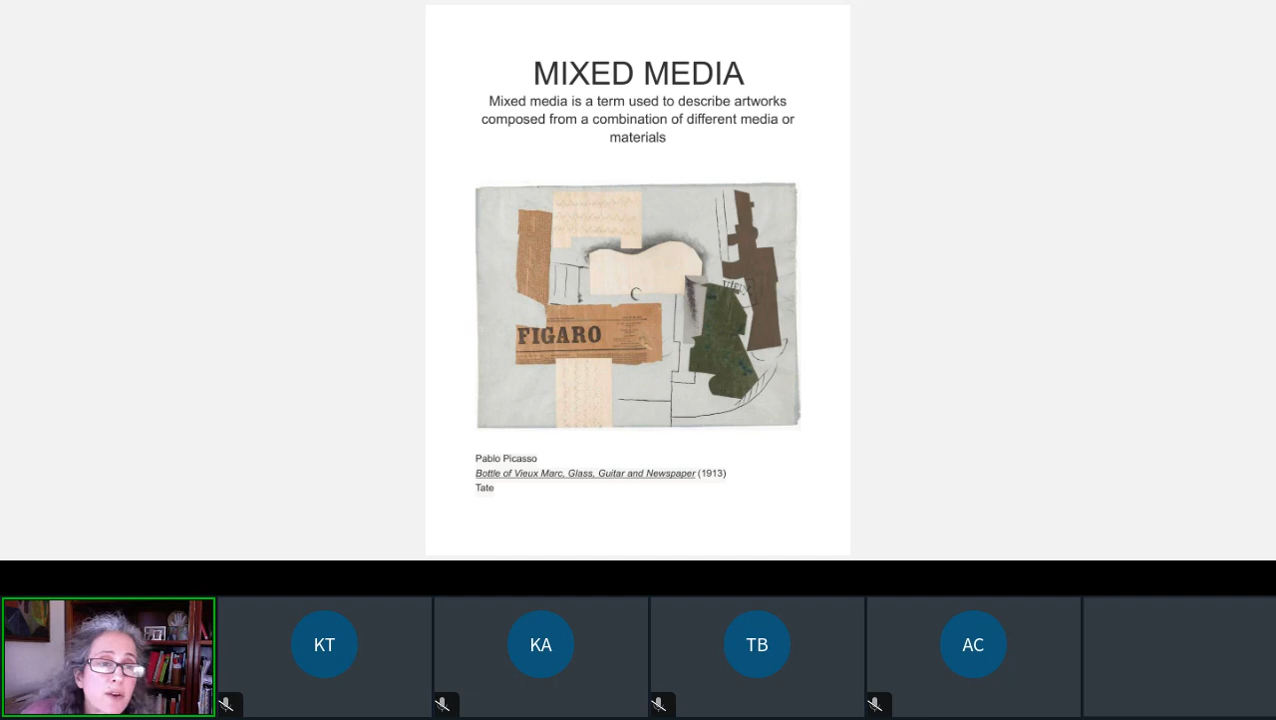 MIXED MEDIA
Mixed media is a term used to describe artworks
composed from a combination of different media or
materials
FIGARO
Pablo Picasso
Bottle of Vieux Marc, Glass, Guitar and Newspaper (1913)
Tate
KT
KA
TB
AC